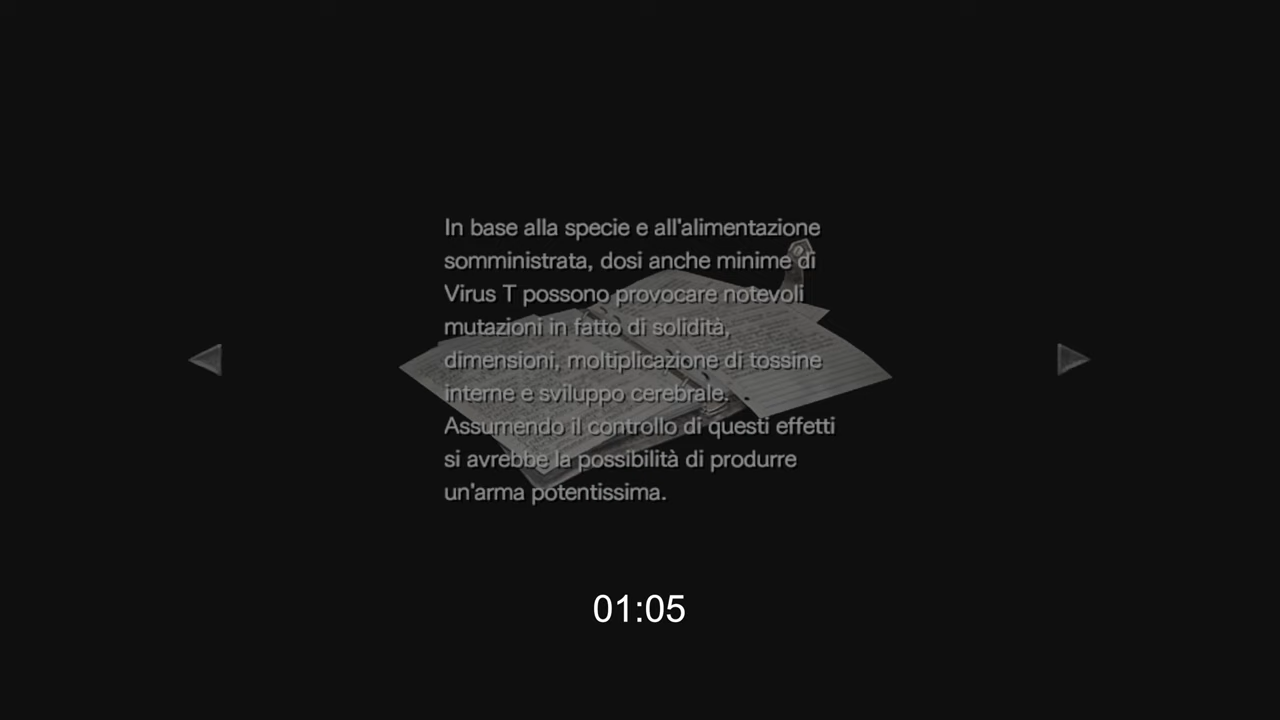 In base alla specie e all'alimentazione
somministrata, dosi anche minime di
Virus T possono provocare notevoli
mutazioni in fatto di solidità,
dimensioni, moltiplicazione di tossine
interne e sviluppo cerebrale.
Assumendo il controllo di questi effetti
si avrebbe la possibilità di produrre
un'arma potentissima.
01:05